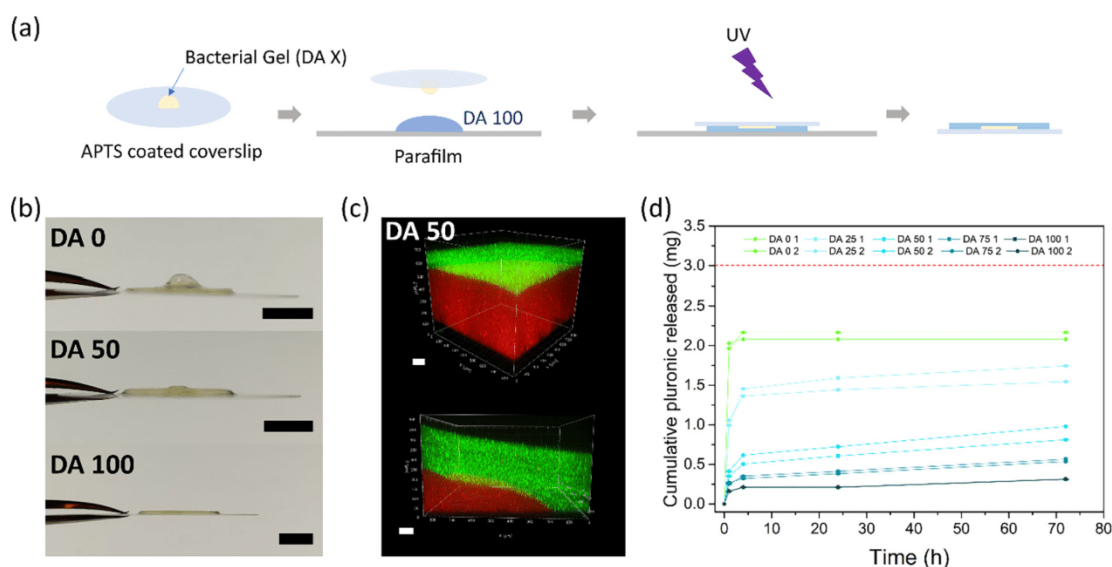 (a)
Bacterial Gel (DA X)
APTS coated coverslip
DA 100
Parafilm
UV
(b)
DA 0
DA 50
DA 100
(c)
DA 50
(d)
Cumulative pluronic released (mg)
3.5
3.0
2.5
2.0
1.5
1.0
0.5
0.0
DA 0 1 DA 25 1 DA 50 1 DA 75 1 DA 100 1
DA 0 2 DA 25 2 DA 50 2 DA 75 2 DA 100 2
0 10 20 30 40 50 60 70 80
Time (h)